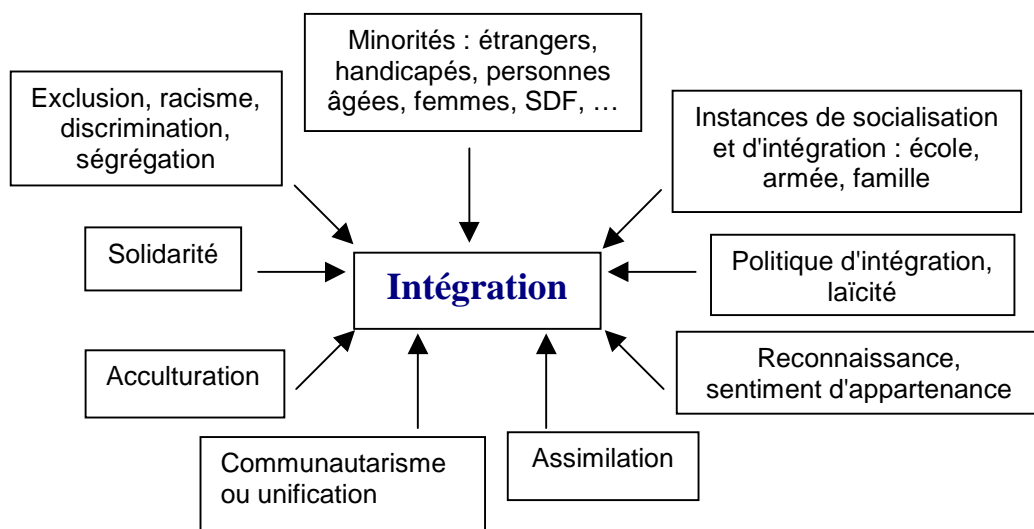 Minorités : étrangers,
handicapés, personnes
âgées, femmes, SDF, …
Exclusion, racisme,
discrimination,
ségrégation
Instances de socialisation
et d'intégration : école,
armée, famille
Solidarité
Intégration
Politique d'intégration,
laïcité
Acculturation
Reconnaissance,
sentiment d'appartenance
Communautarisme
ou unification
Assimilation